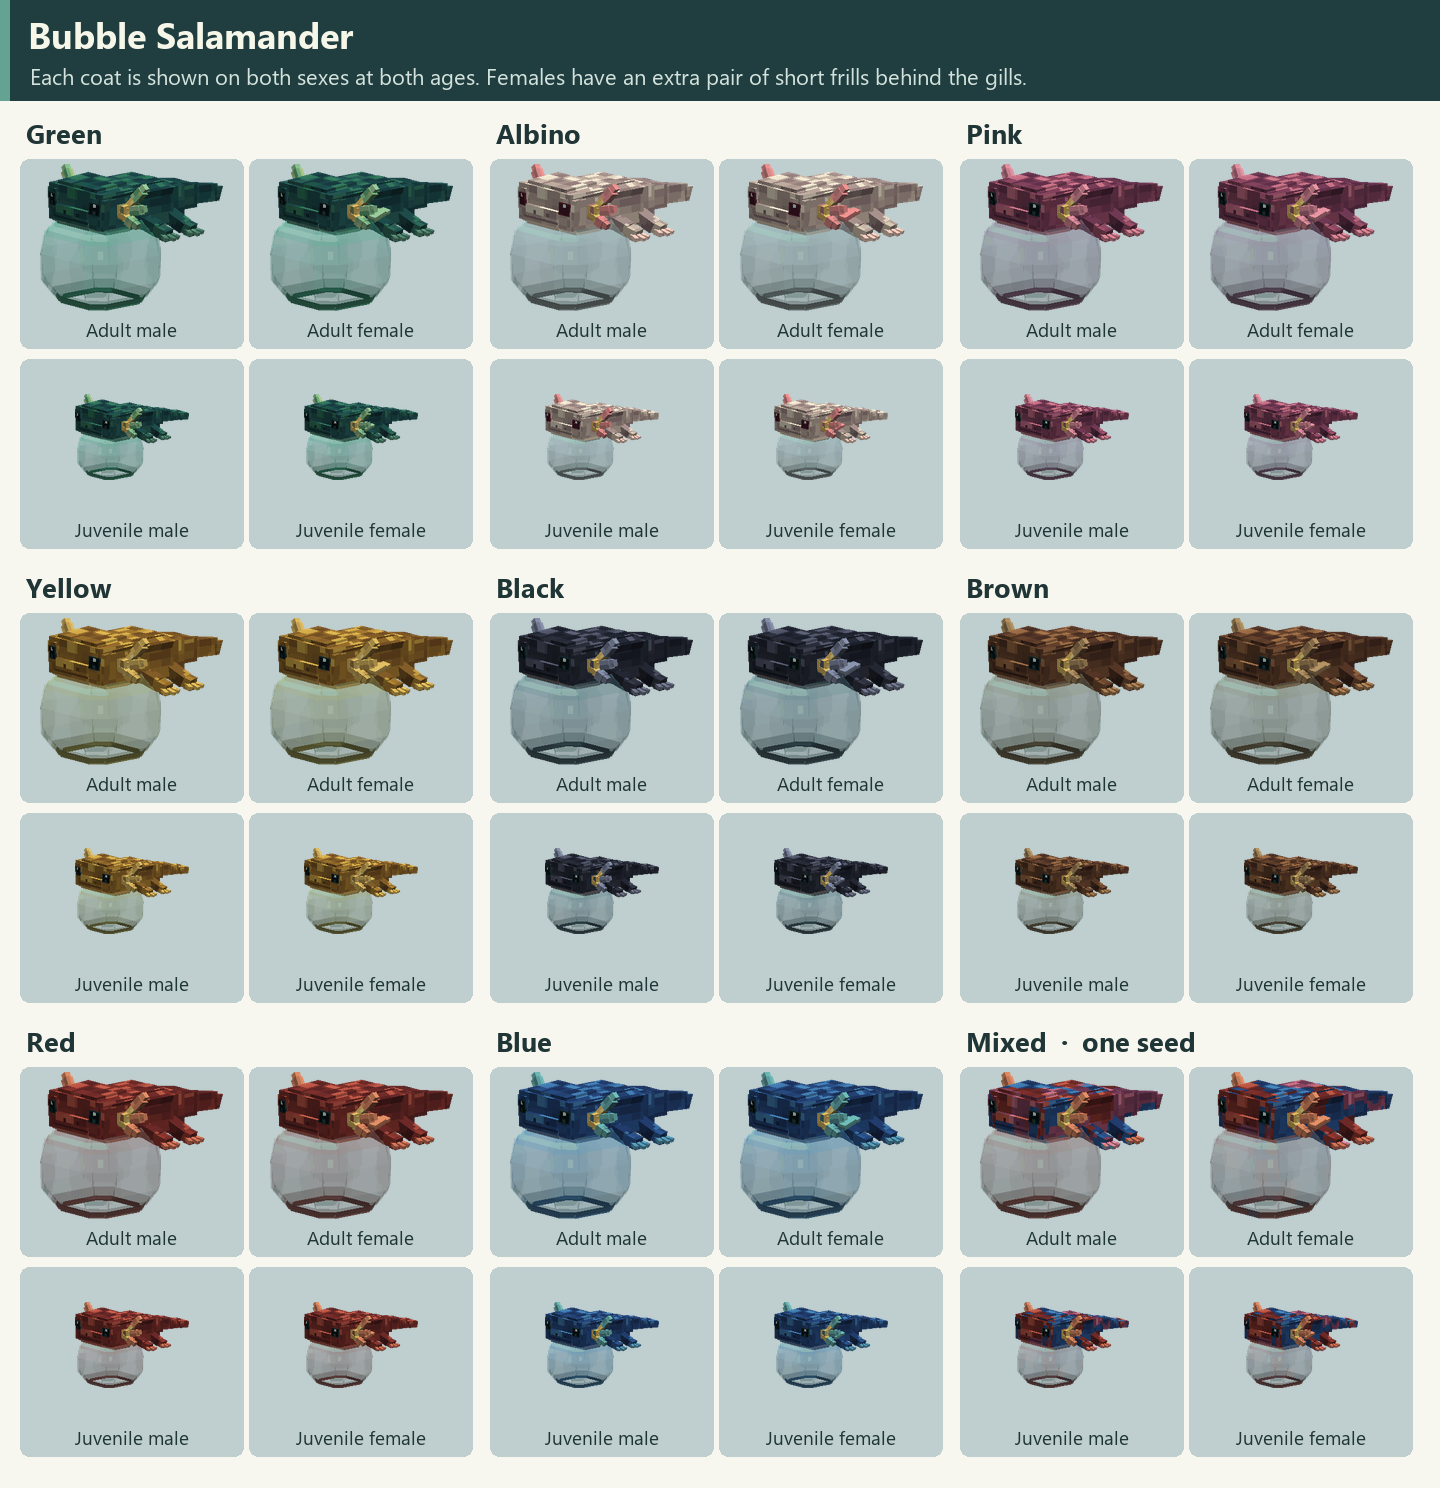 Bubble Salamander
Each coat is shown on both sexes at both ages. Females have an extra pair of short frills behind the gills.
Green
Albino
Pink
Adult male
Adult female
Adult male
Adult female
Adult male
Adult female
Juvenile male
Juvenile female
Juvenile male
Juvenile female
Juvenile male
Juvenile female
Yellow
Black
Brown
Adult male
Adult female
Adult male
Adult female
Adult male
Adult female
Juvenile male
Juvenile female
Juvenile male
Juvenile female
Juvenile male
Juvenile female
Red
Blue
Mixed · one seed
Adult male
Adult female
Adult male
Adult female
Adult male
Adult female
Juvenile male
Juvenile female
Juvenile male
Juvenile female
Juvenile male
Juvenile female